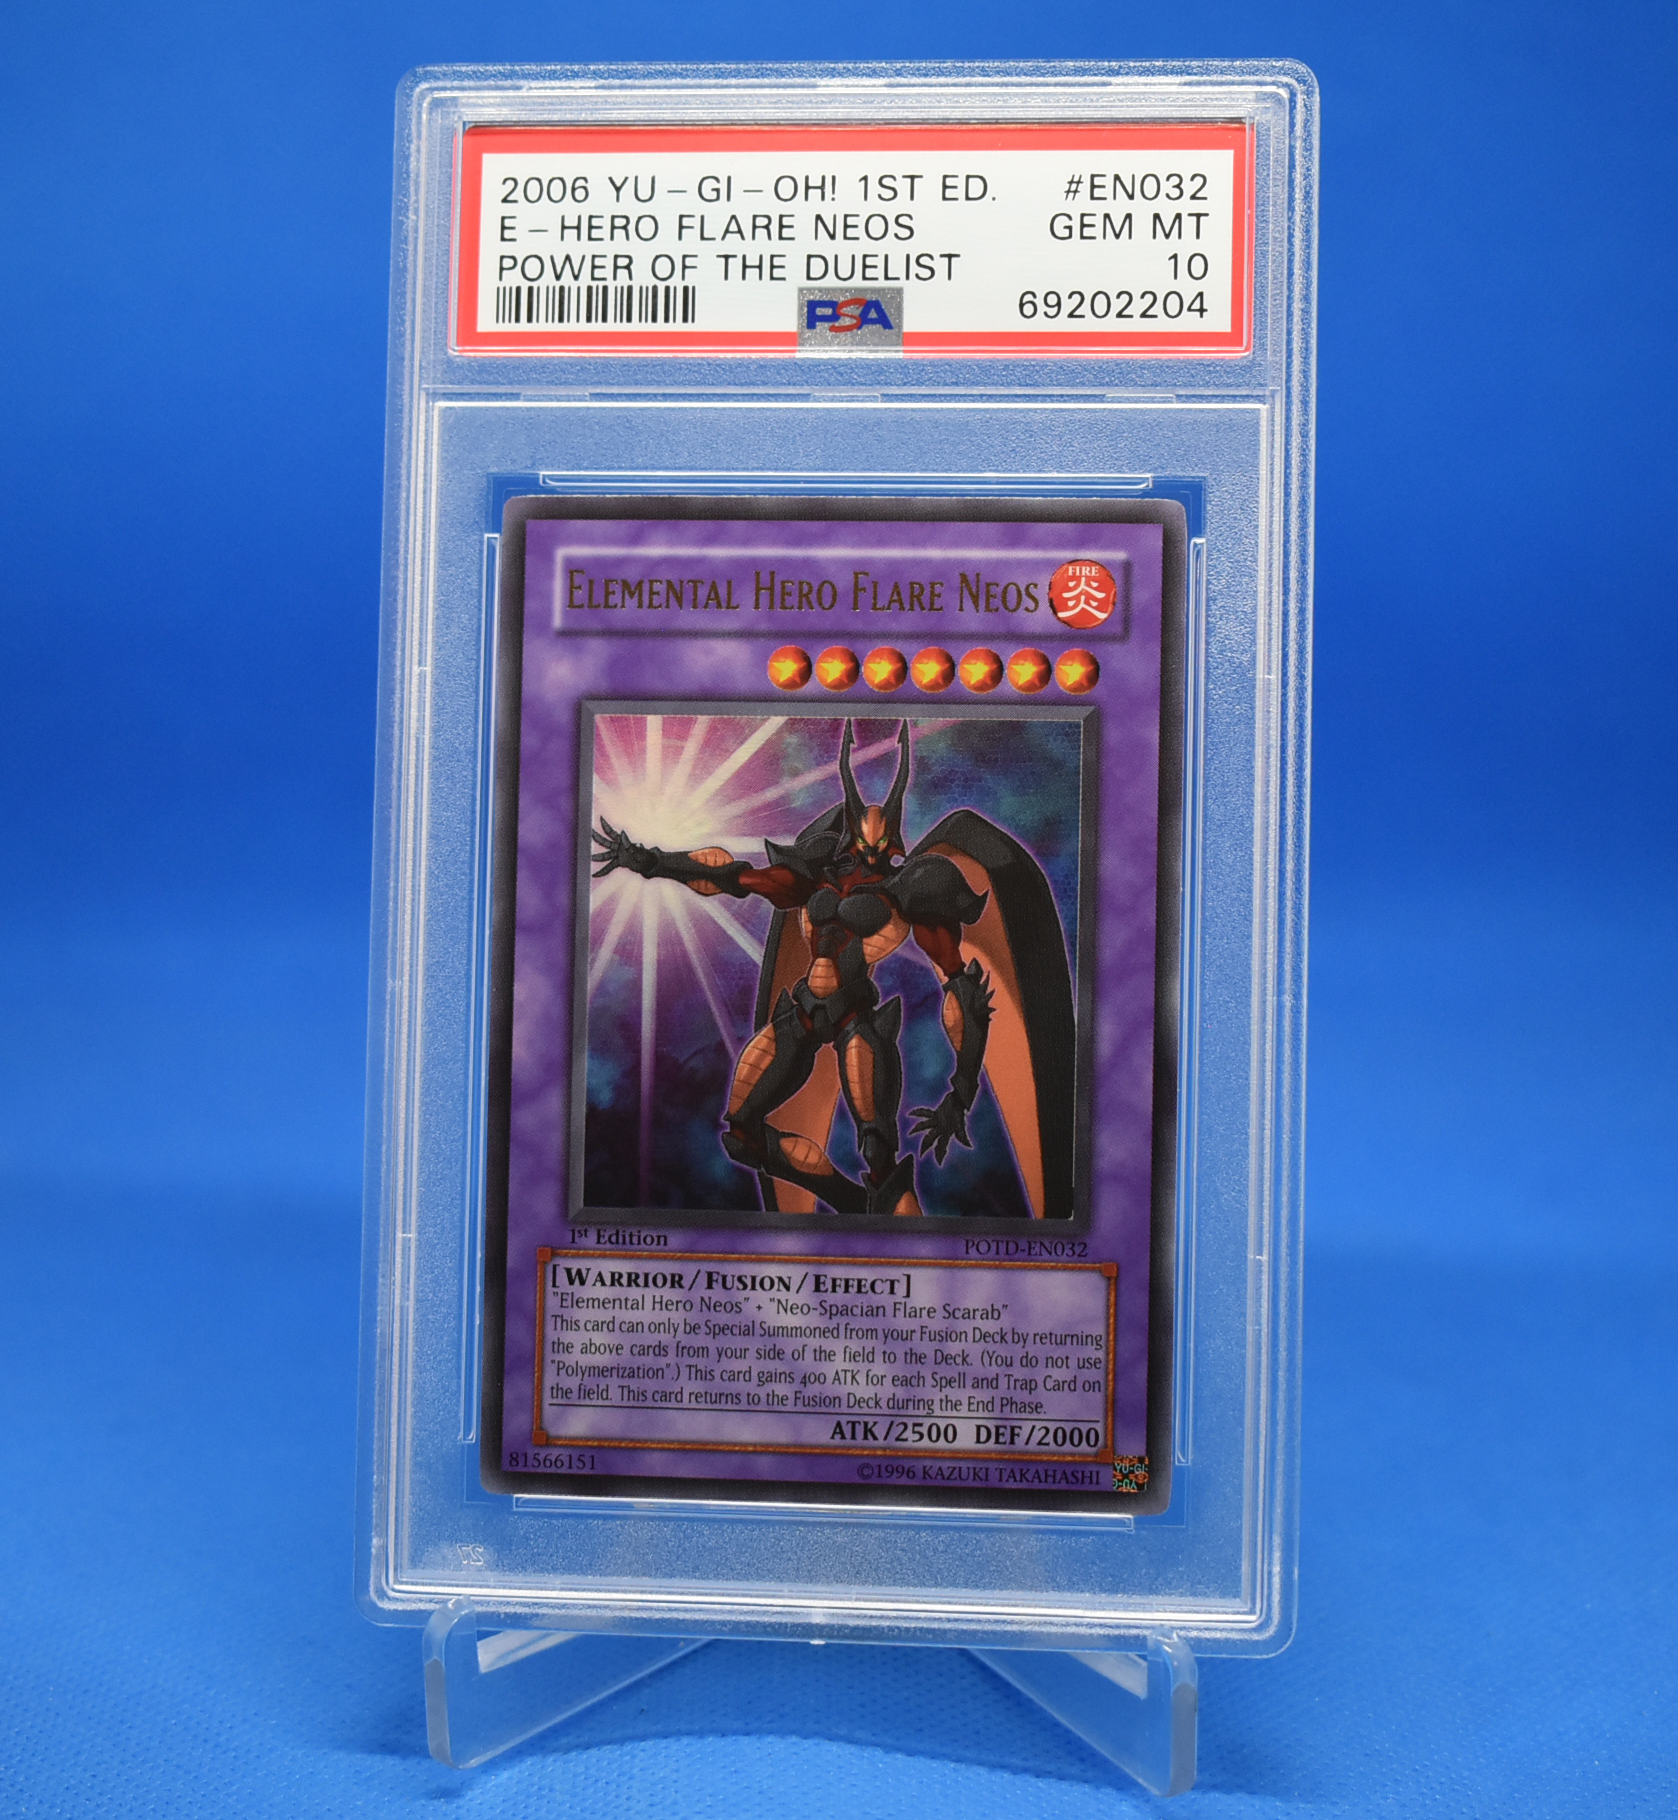 2006 YU-GI-OH! 1ST ED. #EN032
E-HERO FLARE NEOS GEM MT
POWER OF THE DUELIST 10
PSA 69202204
ELEMENTAL HERO FLARE NEOS
FIRE
炎
1st Edition POTD-EN032
[WARRIOR/FUSION/EFFECT]
"Elemental Hero Neos" + "Neo-Spacian Flare Scarab"
This card can only be Special Summoned from your Fusion Deck by returning
the above cards from your side of the field to the Deck. (You do not use
"Polymerization".) This card gains 400 ATK for each Spell and Trap Card on
the field. This card returns to the Fusion Deck during the End Phase.
ATK/2500 DEF/2000
81566151 ©1996 KAZUKI TAKAHASHI
YU-GI-